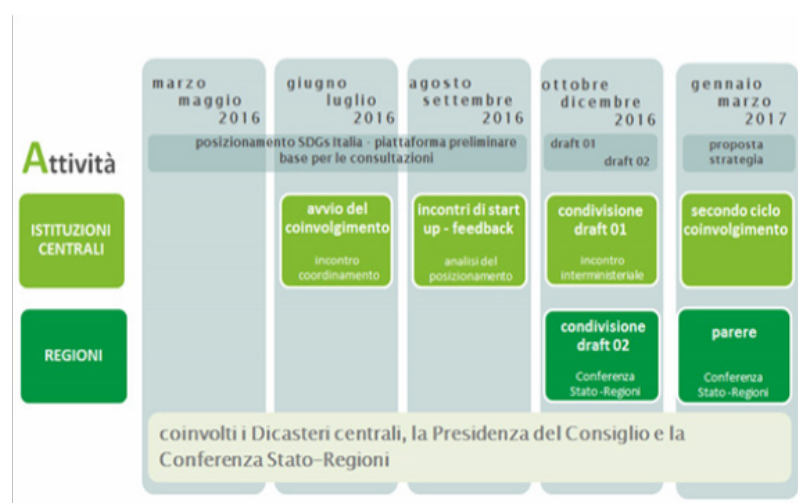 marzo
maggio
2016
giugno
luglio
2016
agosto
settembre
2016
ottobre
dicembre
2016
gennaio
marzo
2017
Attività
posizionamento SDGs Italia - piattaforma preliminare
base per le consultazioni
draft 01
draft 02
proposta
strategia
ISTITUZIONI
CENTRALI
avvio del
coinvolgimento
incontro
coordinamento
incontri di start
up - feedback
analisi del
posizionamento
condivisione
draft 01
incontro
interministeriale
secondo ciclo
coinvolgimento
REGIONI
condivisione
draft 02
Conferenza
Stato-Regioni
parere
Conferenza
Stato-Regioni
coinvolti i Dicasteri centrali, la Presidenza del Consiglio e la
Conferenza Stato–Regioni